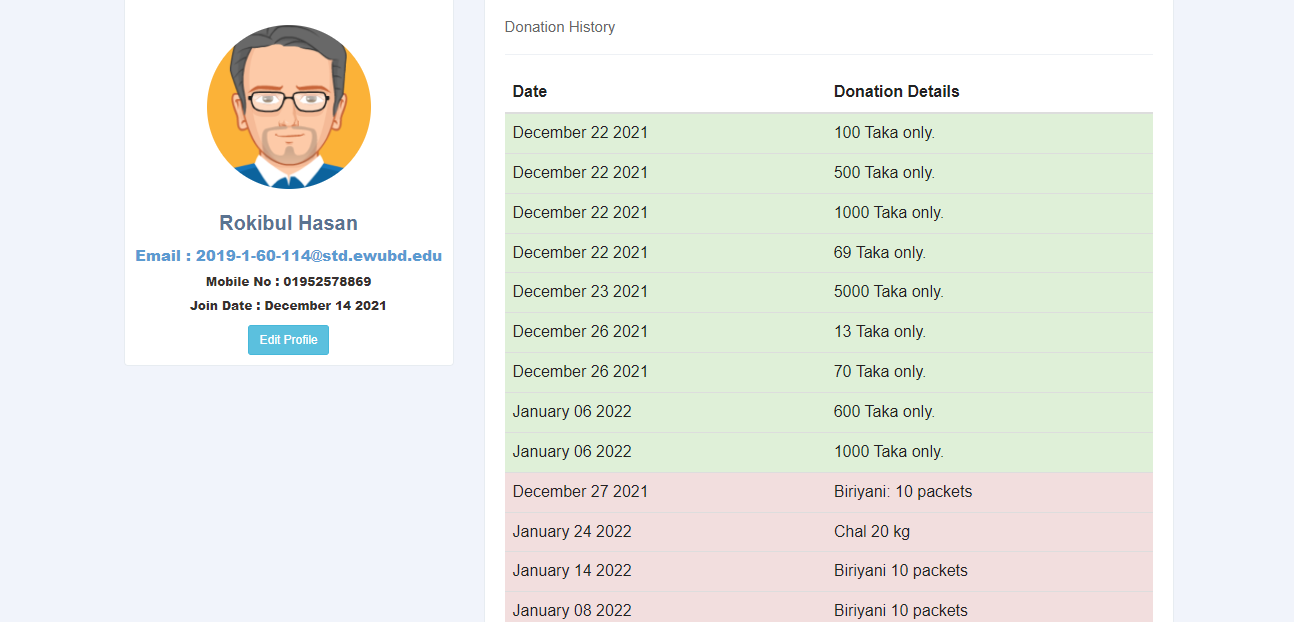 Rokibul Hasan
Email : 2019-1-60-114@std.ewubd.edu
Mobile No : 01952578869
Join Date : December 14 2021
Edit Profile
Donation History
Date Donation Details
December 22 2021 100 Taka only.
December 22 2021 500 Taka only.
December 22 2021 1000 Taka only.
December 22 2021 69 Taka only.
December 23 2021 5000 Taka only.
December 26 2021 13 Taka only.
December 26 2021 70 Taka only.
January 06 2022 600 Taka only.
January 06 2022 1000 Taka only.
December 27 2021 Biriyani: 10 packets
January 24 2022 Chal 20 kg
January 14 2022 Biriyani 10 packets
January 08 2022 Biriyani 10 packets